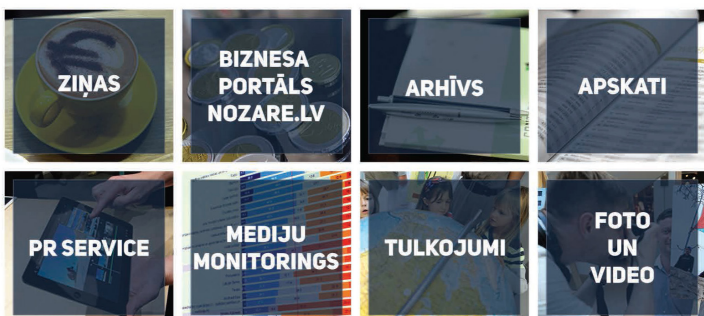 ZIŅAS
BIZNESA
PORTĀLS
NOZARE.LV
ARHĪVS
APSKATI
PR SERVICE
MEDIJU
MONITORINGS
TULKOJUMI
FOTO
UN
VIDEO